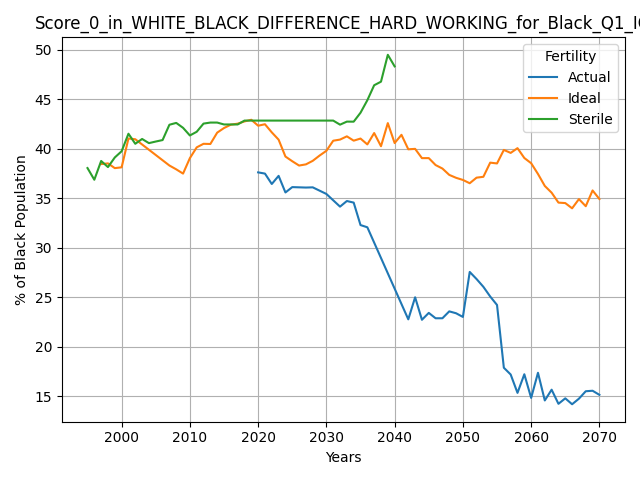 Score_0_in_WHITE_BLACK_DIFFERENCE_HARD_WORKING_for_Black_Q1_I
% of Black Population
50
45
40
35
30
25
20
15
Fertility
Actual
Ideal
Sterile
2000
2010
2020
2030
2040
2050
2060
2070
Years